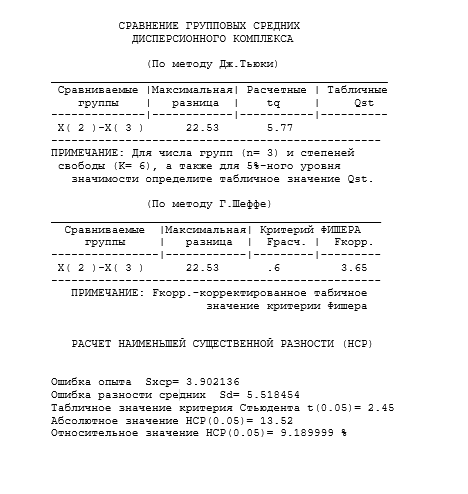 СРАВНЕНИЕ ГРУППОВЫХ СРЕДНИХ
ДИСПЕРСИОННОГО КОМПЛЕКСА
(По методу Дж.Тьюки)
Сравниваемые |Максимальная| Расчетные | Табличные
группы | разница | tq | Qst
X( 2 )-X( 3 ) 22.53 5.77
ПРИМЕЧАНИЕ: Для числа групп (n= 3) и степеней
свободы (К= 6), а также для 5%-ного уровня
значимости определите табличное значение Qst.
(По методу Г.Шеффе)
Сравниваемые |Максимальная| Критерий ФИШЕРА
группы | разница | Fрасч. | Fкорр.
X( 2 )-X( 3 ) 22.53 .6 3.65
ПРИМЕЧАНИЕ: Fкорр.-корректированное табичное
значение критерии Фишера
РАСЧЕТ НАИМЕНЬШЕЙ СУЩЕСТВЕННОЙ РАЗНОСТИ (НСР)
Ошибка опыта Sxcp= 3.902136
Ошибка разности средних Sd= 5.518454
Табличное значение критерия Стьюдента t(0.05)= 2.45
Абсолютное значение НСР(0.05)= 13.52
Относительное значение НСР(0.05)= 9.189999 %